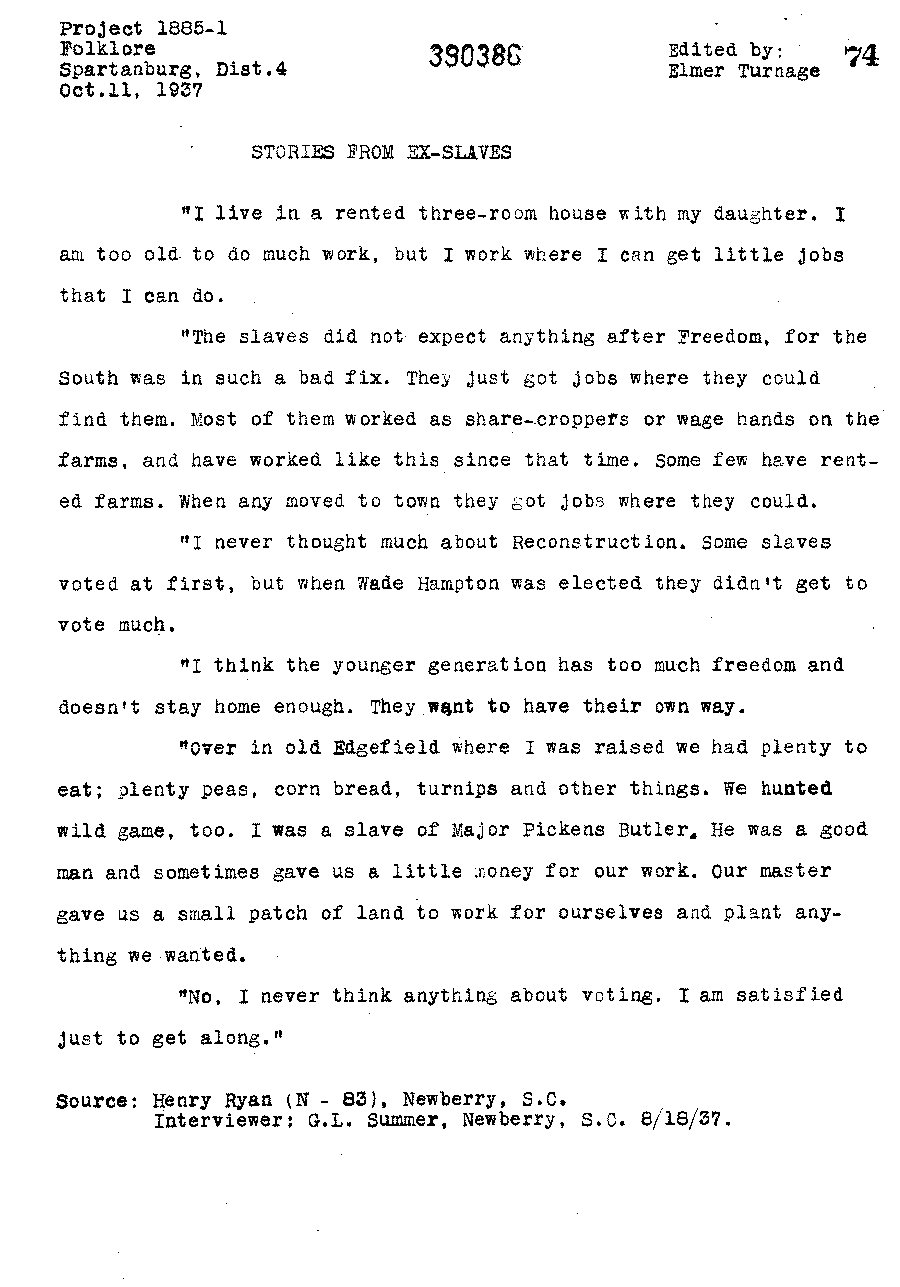 Project 1885-1
Folklore
Spartanburg, Dist.4
Oct.11, 1937
390386
Edited by:
Elmer Turnage
74
STORIES FROM EX-SLAVES
"I live in a rented three-room house with my daughter. I
am too old to do much work, but I work where I can get little jobs
that I can do.
"The slaves did not expect anything after Freedom, for the
South was in such a bad fix. They just got jobs where they could
find them. Most of them worked as share-croppers or wage hands on the
farms, and have worked like this since that time. Some few have rent-
ed farms. When any moved to town they got jobs where they could.
"I never thought much about Reconstruction. Some slaves
voted at first, but when Wade Hampton was elected they didn't get to
vote much.
"I think the younger generation has too much freedom and
doesn't stay home enough. They want to have their own way.
"Over in old Edgefield where I was raised we had plenty to
eat; plenty peas, corn bread, turnips and other things. We hunted
wild game, too. I was a slave of Major Pickens Butler. He was a good
man and sometimes gave us a little money for our work. Our master
gave us a small patch of land to work for ourselves and plant any-
thing we wanted.
"No, I never think anything about voting. I am satisfied
just to get along."
Source: Henry Ryan (N - 83), Newberry, S.C.
Interviewer: G.L. Summer, Newberry, S.C. 8/18/37.